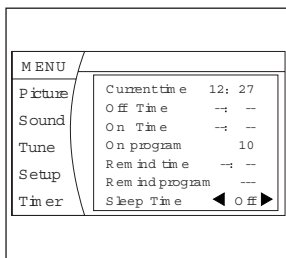 MENU
Picture
Sound
Tune
Setup
Timer
Current time 12: 27
Off Time --: --
On Time --: --
On program 10
Remind time --: --
Remind program ---
Sleep Time ◀ Off ▶